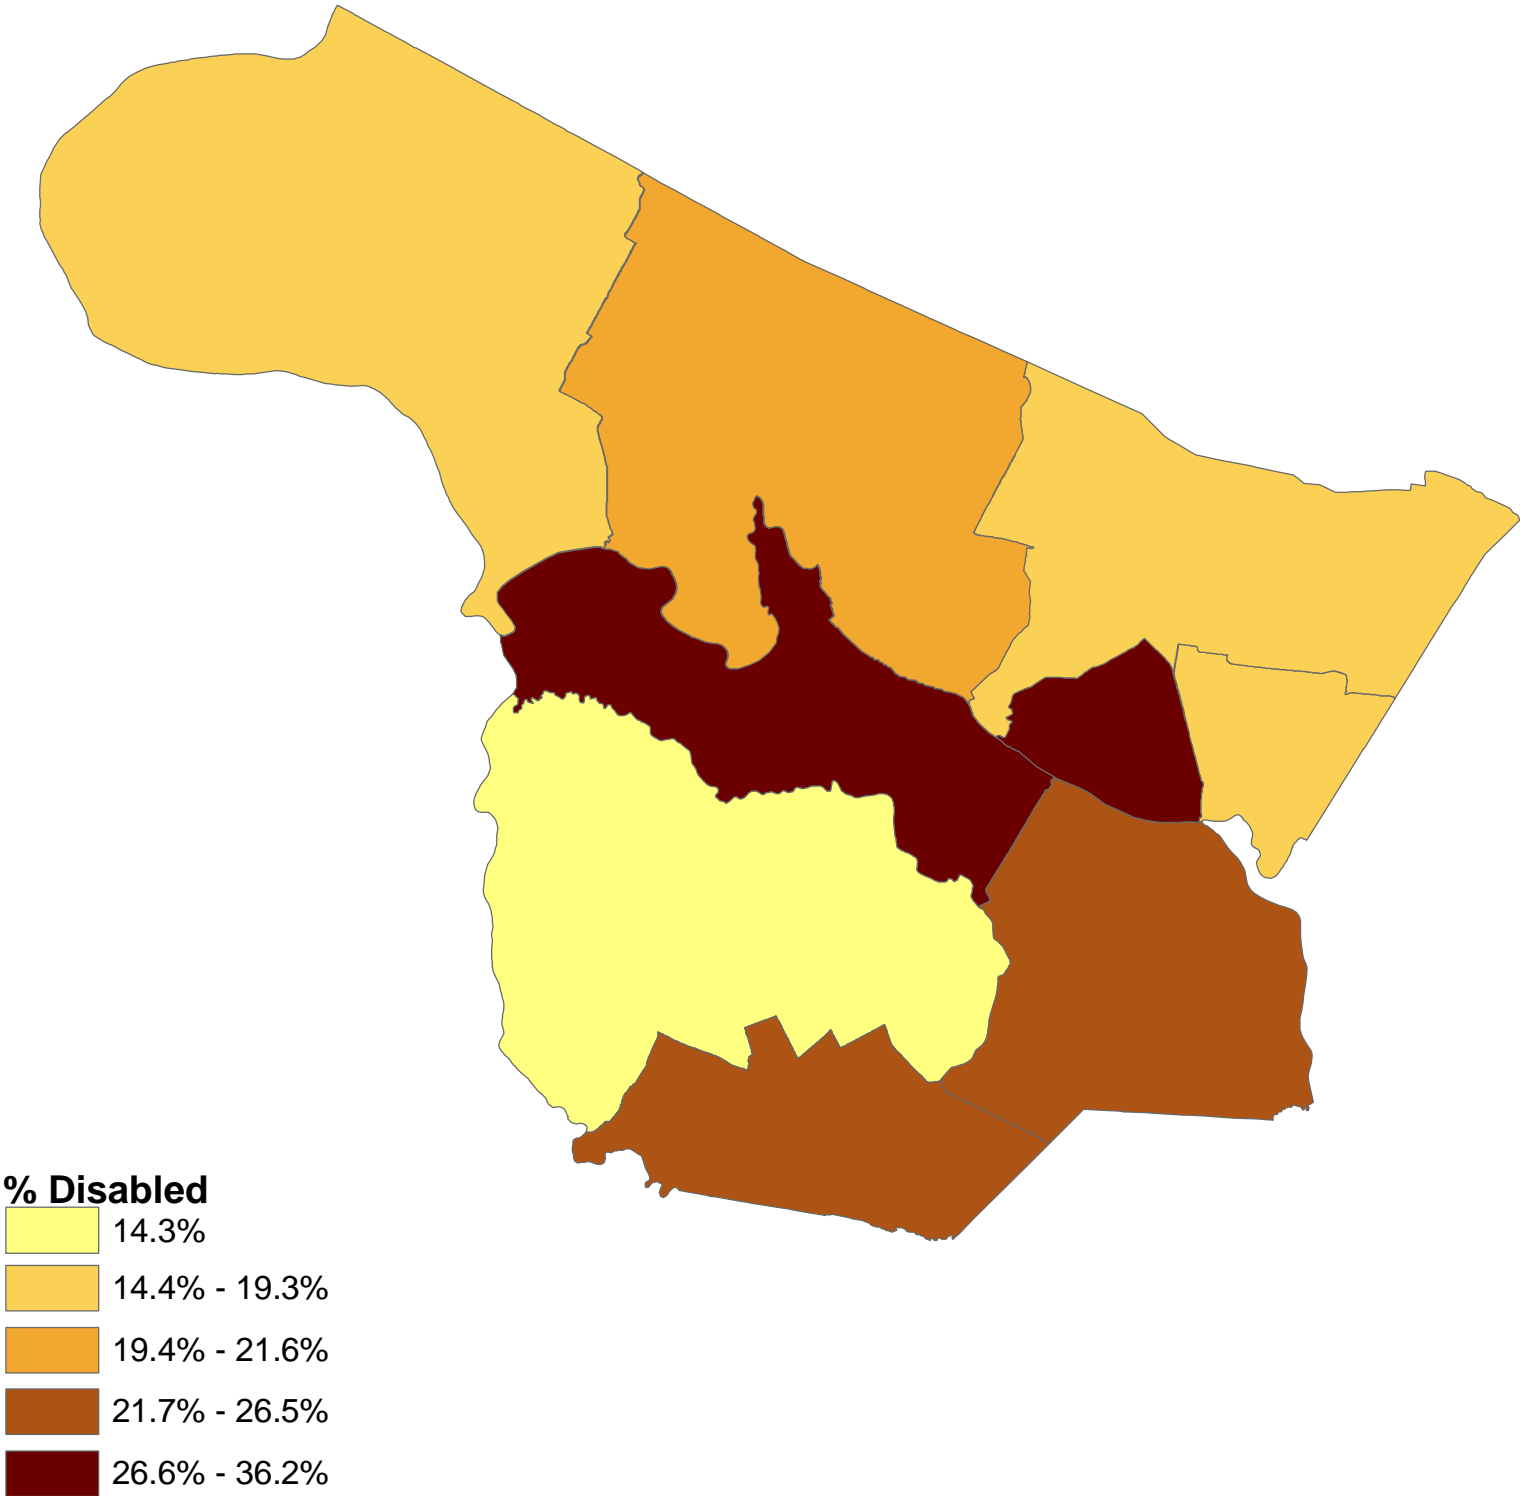 % Disabled
14.3%
14.4% - 19.3%
19.4% - 21.6%
21.7% - 26.5%
26.6% - 36.2%